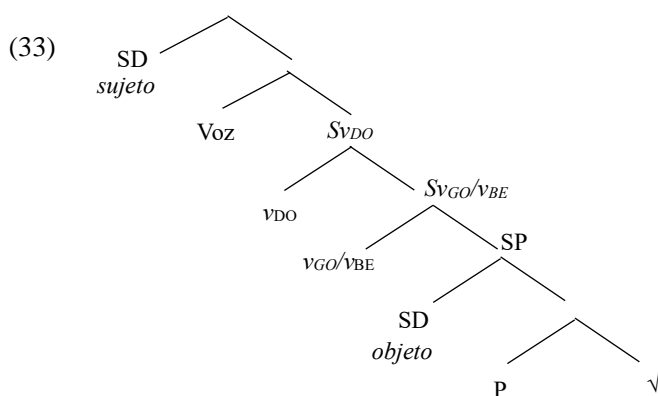 (33)
SD
sujeto
Voz
SvDO
vDO
SvGO/vBE
vGO/vBE
SP
SD
objeto
P
√